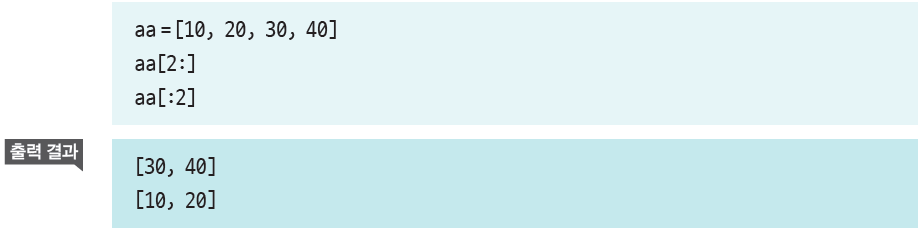 aa=[10, 20, 30, 40]
aa[2:]
aa[:2]
출력 결과
[30, 40]
[10, 20]